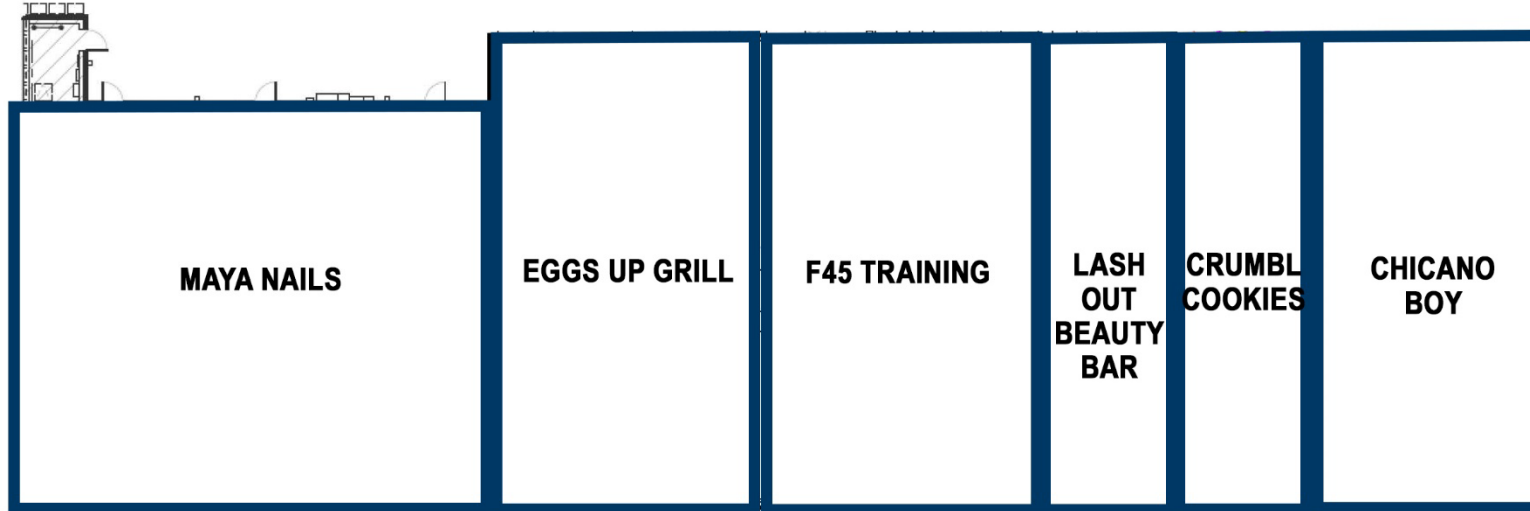 MAYA NAILS
EGGS UP GRILL
F45 TRAINING
LASH
OUT
BEAUTY
BAR
CRUMBL
COOKIES
CHICANO
BOY